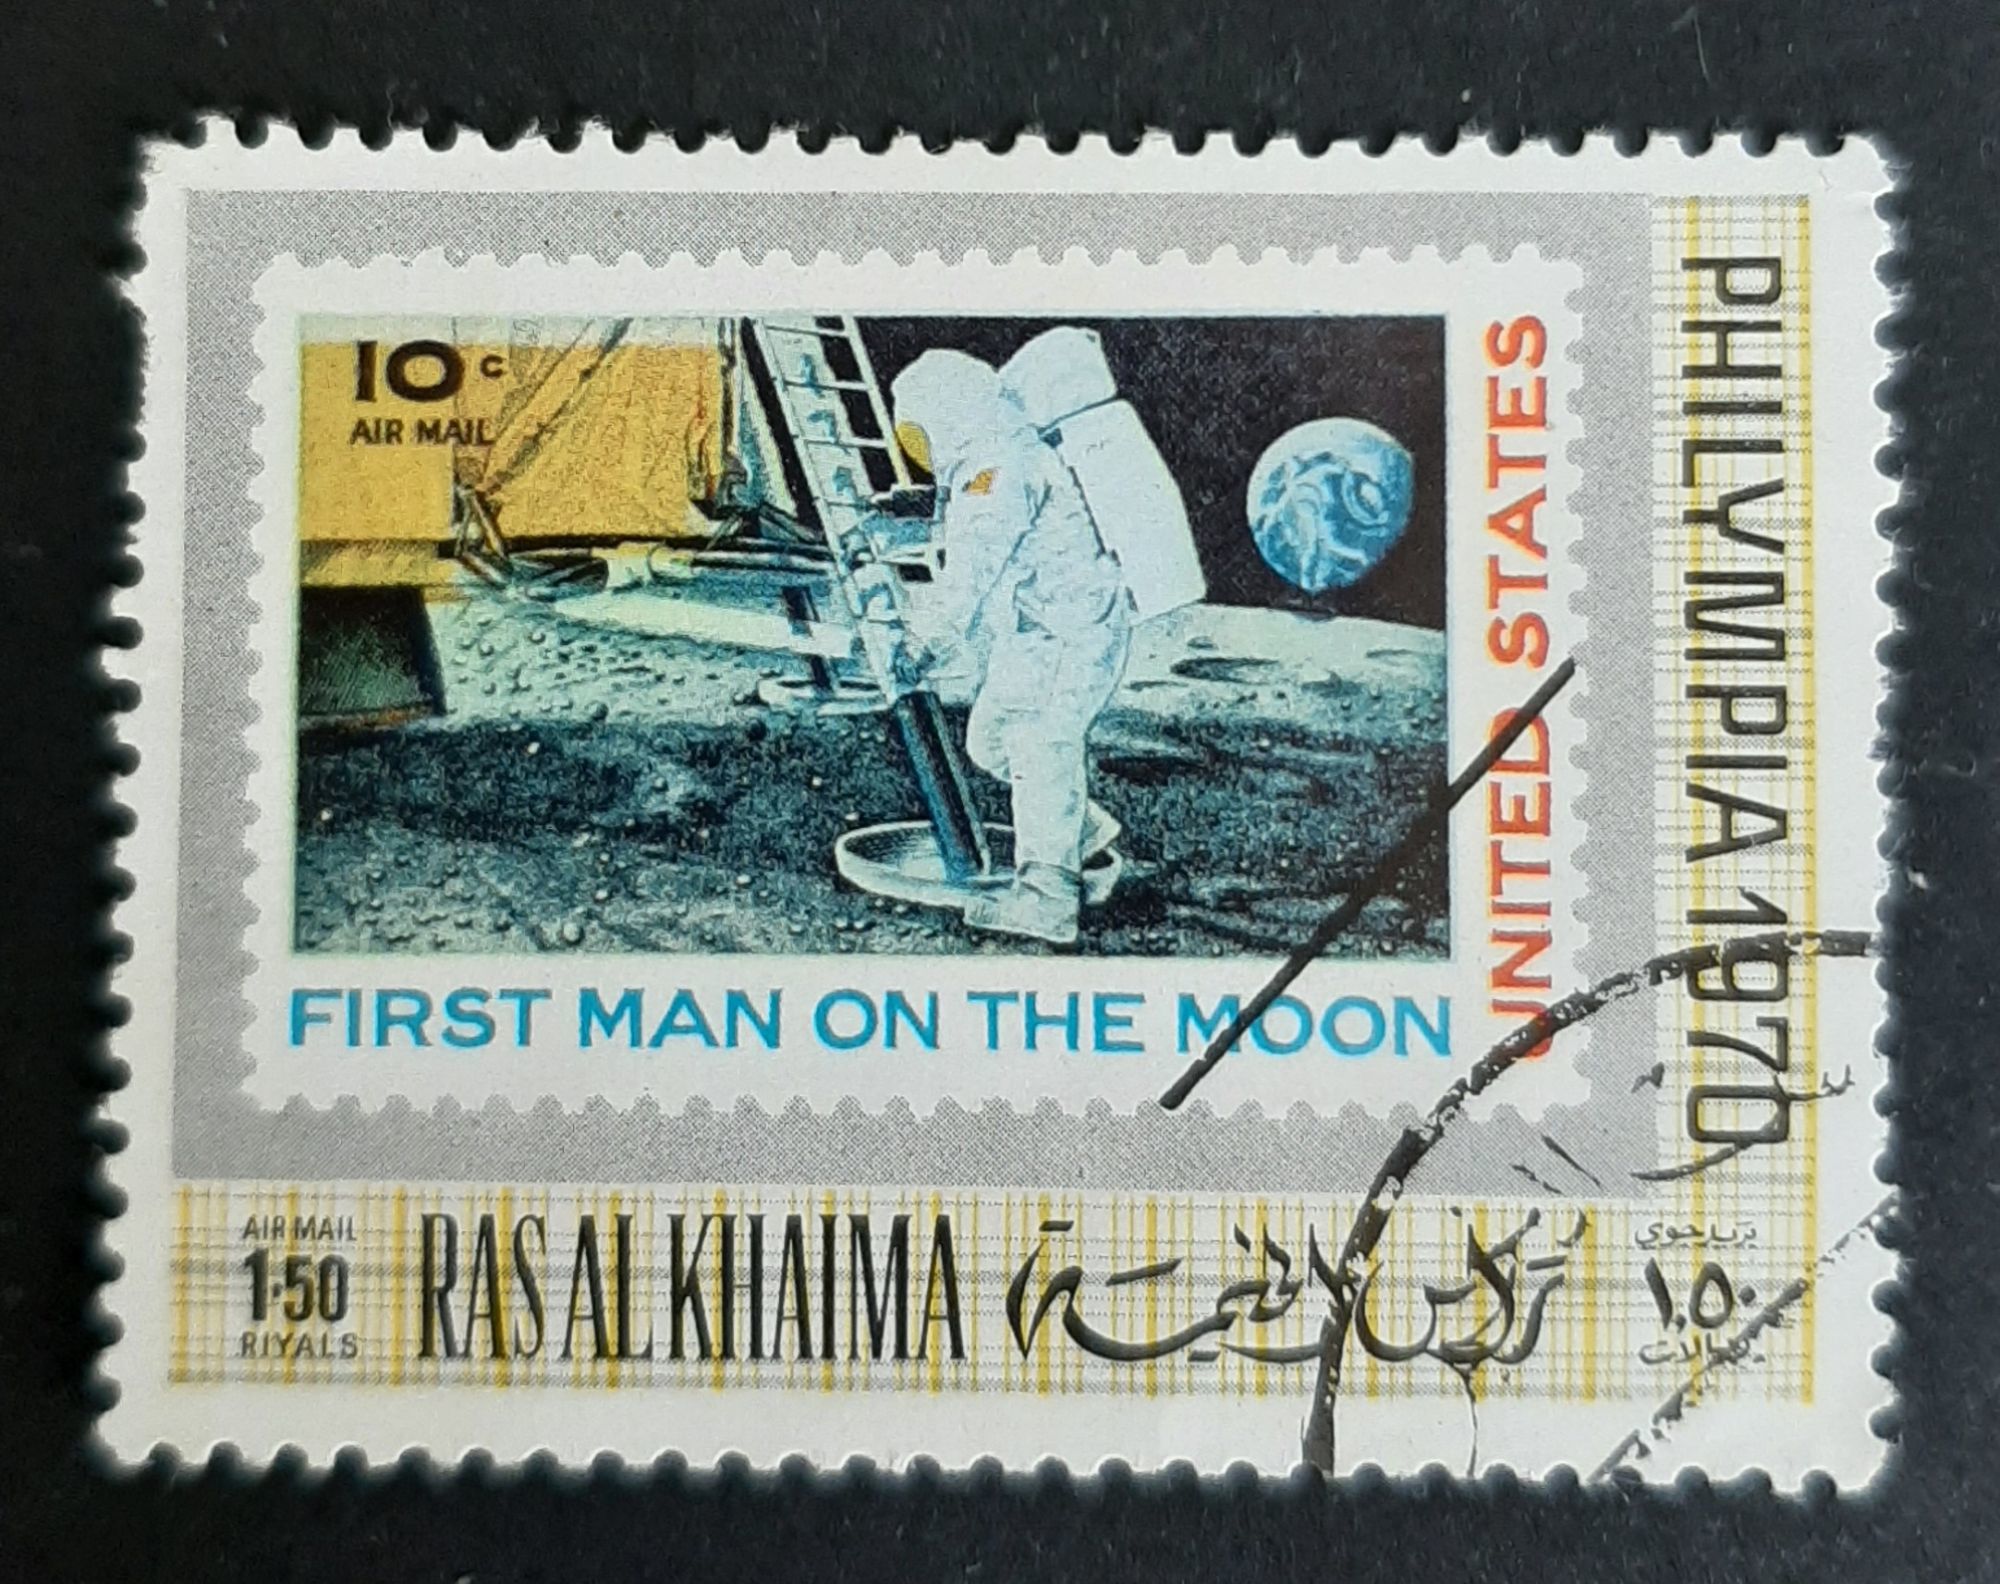 10c
AIR MAIL
UNITED STATES
FIRST MAN ON THE MOON
PHILYMPIA 1970
AIR MAIL
1·50
RIYALS
RAS AL KHAIMA
رأس الخيمة
بريد جوي
١,٥٠
ريالات